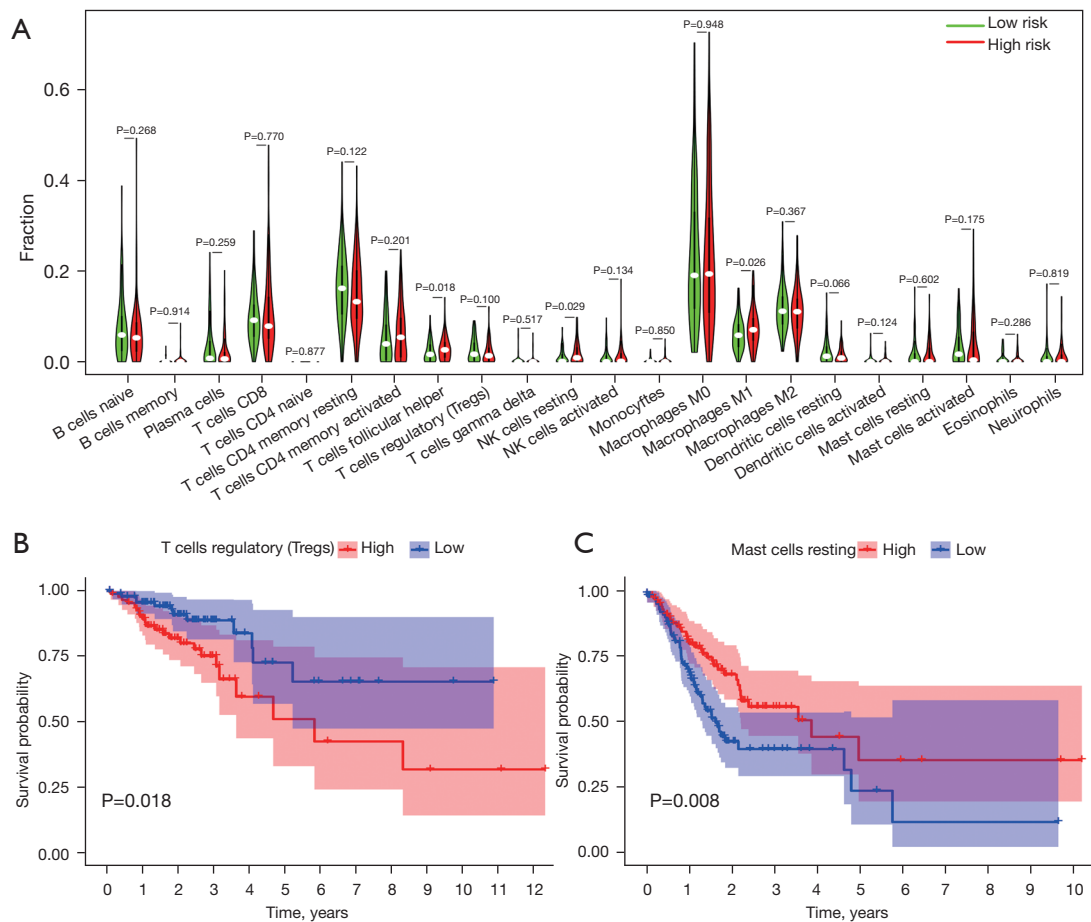 A
Low risk
High risk
Fraction
0.6
0.4
0.2
0.0
P=0.268
P=0.914
P=0.259
P=0.770
P=0.877
P=0.122
P=0.201
P=0.018
P=0.100
P=0.517
P=0.029
P=0.134
P=0.850
P=0.948
P=0.026
P=0.367
P=0.066
P=0.124
P=0.602
P=0.175
P=0.286
P=0.819
B cells naive
B cells memory
Plasma cells
T cells CD8
T cells CD4 naive
T cells CD4 memory resting
T cells CD4 memory activated
T cells follicular helper
T cells regulatory (Tregs)
T cells gamma delta
NK cells resting
NK cells activated
Monocytes
Macrophages M0
Macrophages M1
Macrophages M2
Dendritic cells resting
Dendritic cells activated
Mast cells resting
Mast cells activated
Eosinophils
Neutrophils
B
T cells regulatory (Tregs) High Low
Survival probability
1.00
0.75
0.50
0.25
0.00
P=0.018
0 1 2 3 4 5 6 7 8 9 10 11 12
Time, years
C
Mast cells resting High Low
Survival probability
1.00
0.75
0.50
0.25
0.00
P=0.008
0 1 2 3 4 5 6 7 8 9 10
Time, years